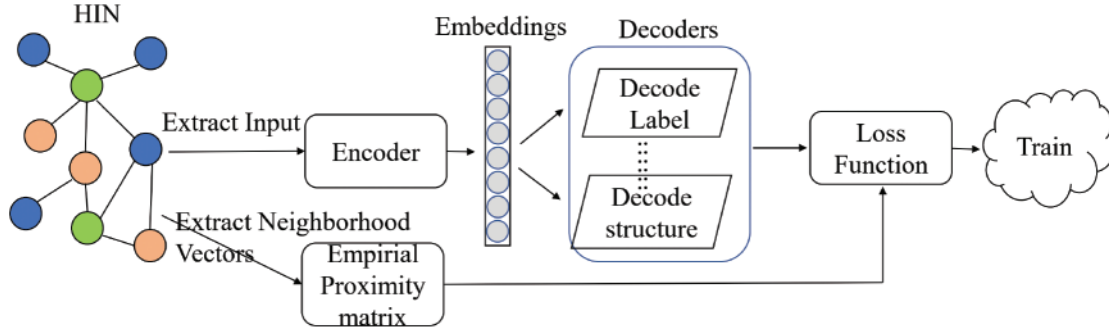 HIN
Embeddings
Decoders
Extract Input
Encoder
Decode
Label
Decode
structure
Loss
Function
Train
Extract Neighborhood
Vectors
Empirial
Proximity
matrix